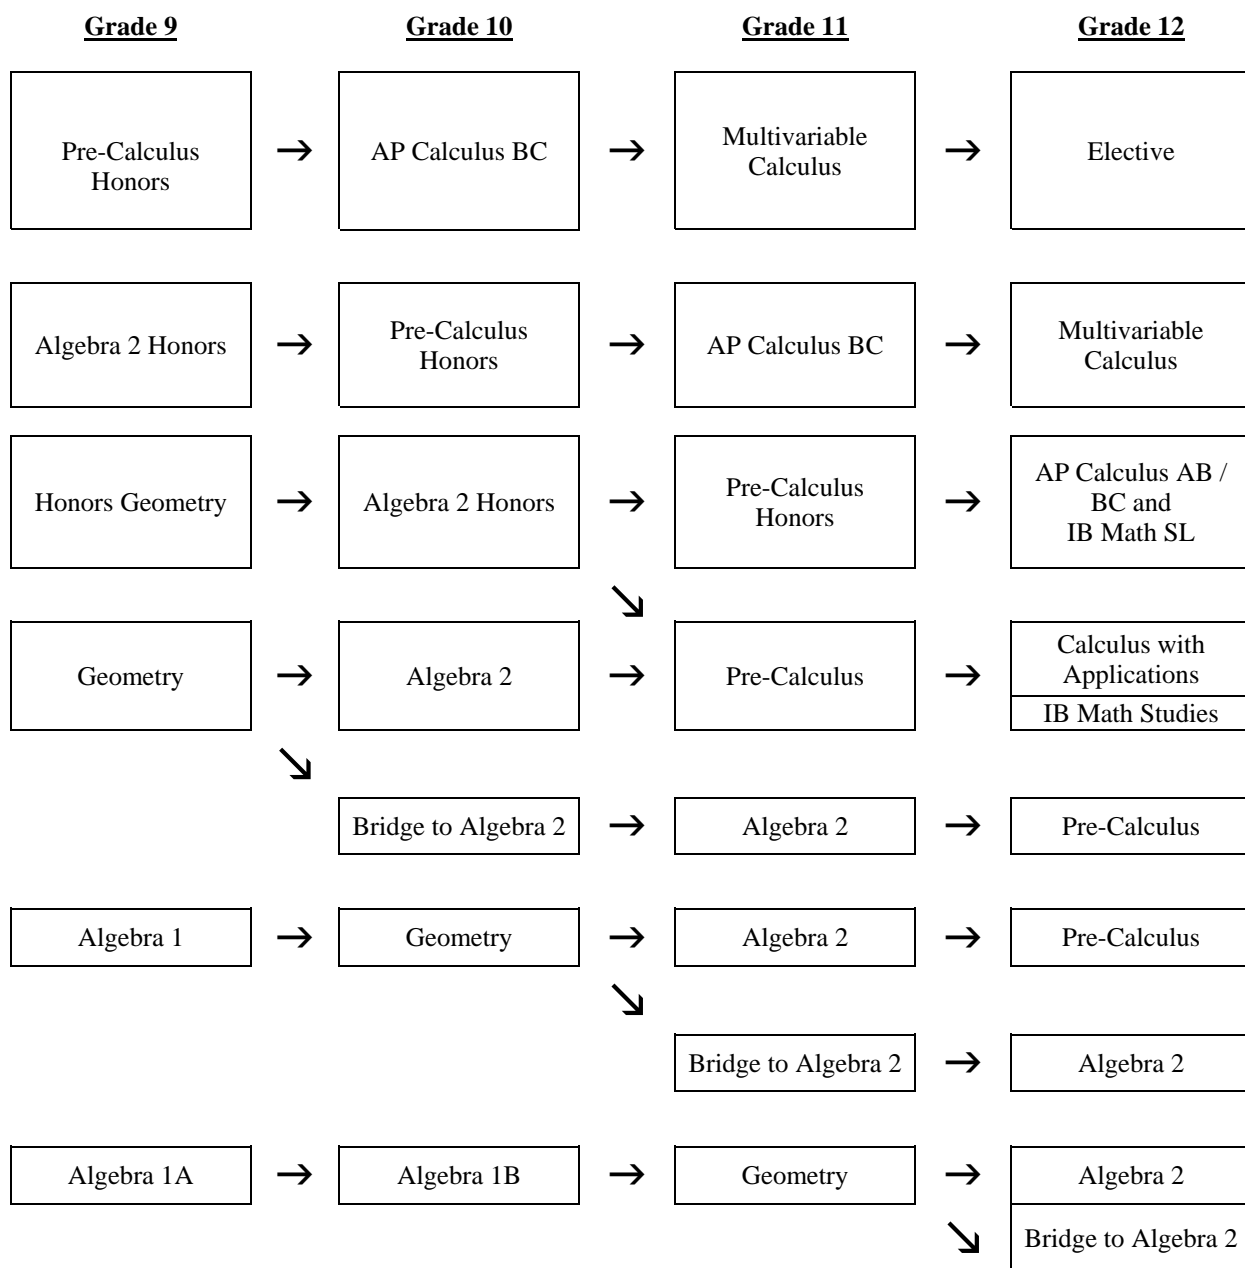 Grade 9 Grade 10 Grade 11 Grade 12
Pre-Calculus
Honors
→
AP Calculus BC
→
Multivariable
Calculus
→
Elective
Algebra 2 Honors
→
Pre-Calculus
Honors
→
AP Calculus BC
→
Multivariable
Calculus
Honors Geometry
→
Algebra 2 Honors
→
Pre-Calculus
Honors
→
AP Calculus AB /
BC and
IB Math SL
↘
Geometry
→
Algebra 2
→
Pre-Calculus
→
Calculus with
Applications
IB Math Studies
↘
Bridge to Algebra 2
→
Algebra 2
→
Pre-Calculus
Algebra 1
→
Geometry
→
Algebra 2
→
Pre-Calculus
↘
Bridge to Algebra 2
→
Algebra 2
Algebra 1A
→
Algebra 1B
→
Geometry
→
Algebra 2
↘
Bridge to Algebra 2